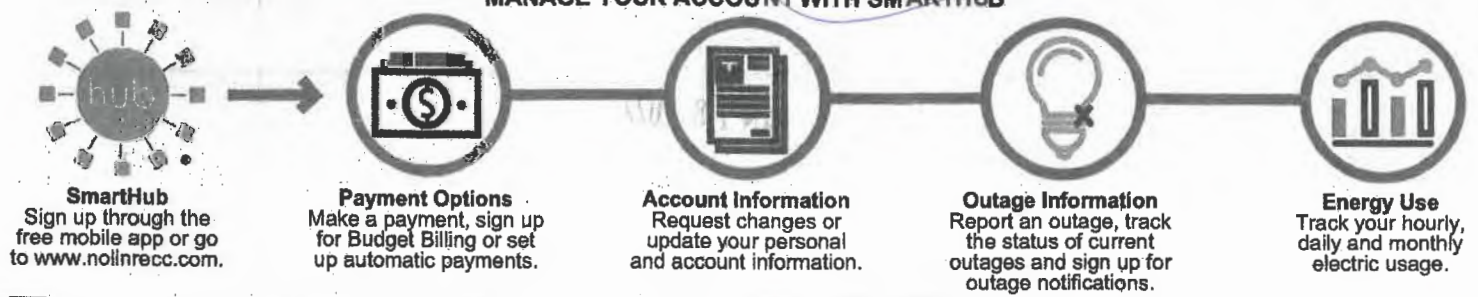 MANAGE YOUR ACCOUNT WITH SMARTHUB
hub
SmartHub
Sign up through the
free mobile app or go
to www.nolinrecc.com.
Payment Options
Make a payment, sign up
for Budget Billing or set
up automatic payments.
Account Information
Request changes or
update your personal
and account information.
Outage Information
Report an outage, track
the status of current
outages and sign up for
outage notifications.
Energy Use
Track your hourly,
daily and monthly
electric usage.